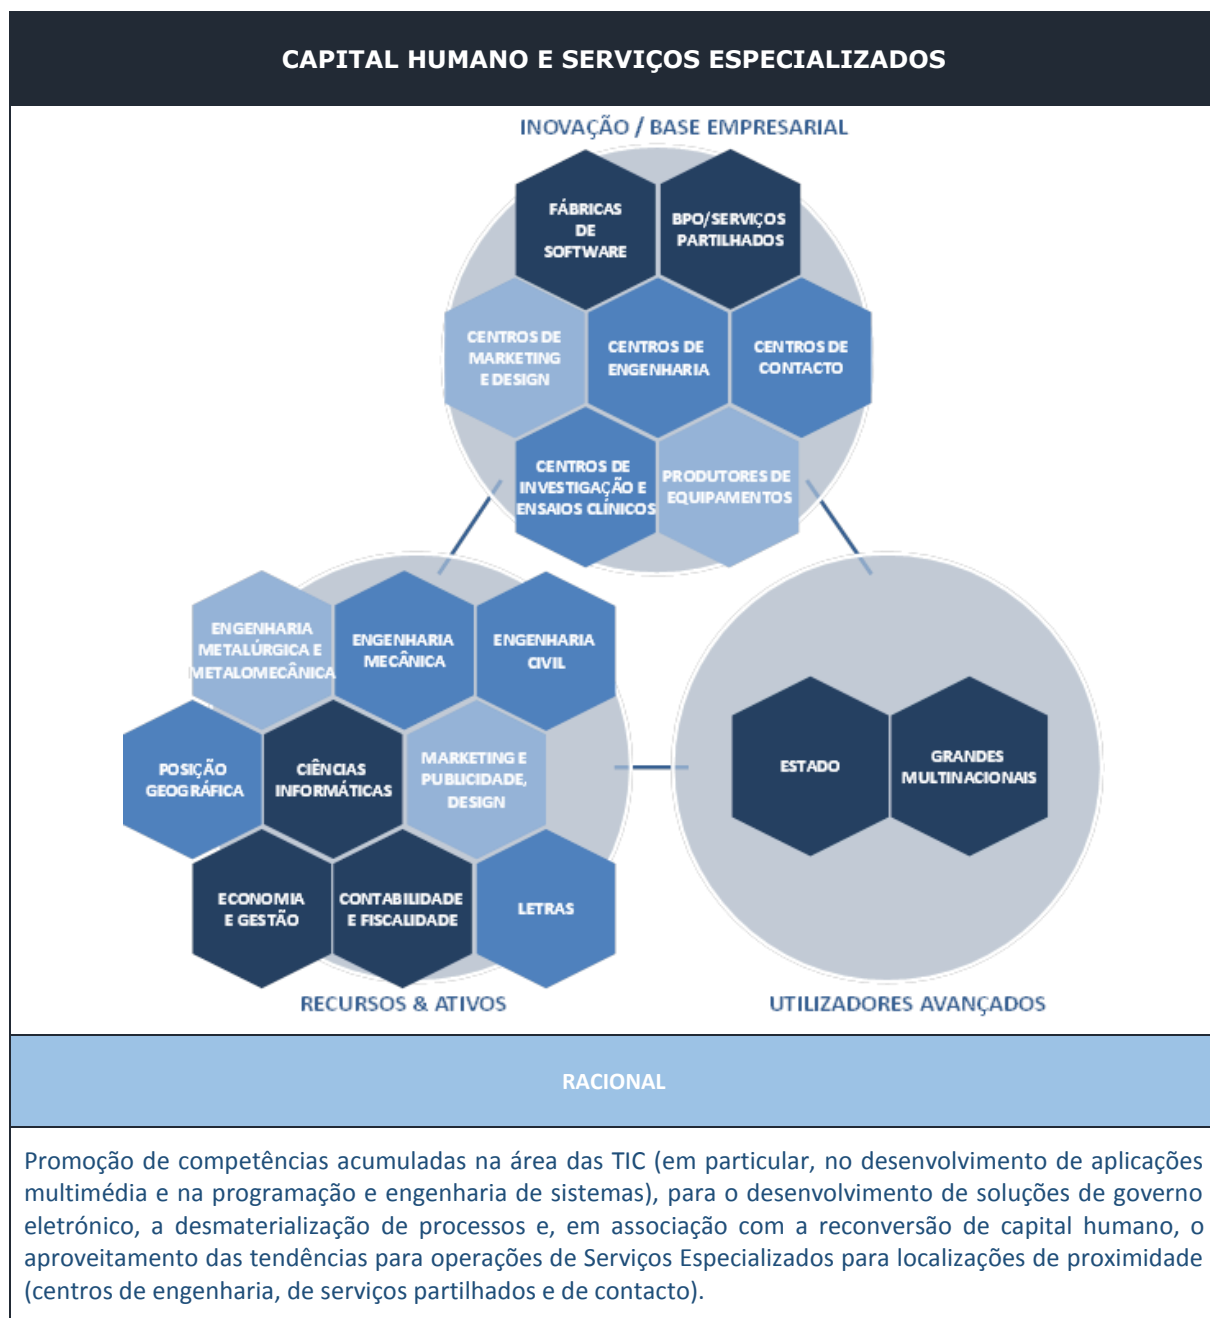 CAPITAL HUMANO E SERVIÇOS ESPECIALIZADOS
INOVAÇÃO / BASE EMPRESARIAL
FÁBRICAS
DE
SOFTWARE
BPO/SERVIÇOS
PARTILHADOS
CENTROS DE
MARKETING
E DESIGN
CENTROS DE
ENGENHARIA
CENTROS DE
CONTACTO
CENTROS DE
INVESTIGAÇÃO E
ENSAIOS CLÍNICOS
PRODUTORES DE
EQUIPAMENTOS
ENGENHARIA
METALÚRGICA E
METALOMECÂNICA
ENGENHARIA
MECÂNICA
ENGENHARIA
CIVIL
POSIÇÃO
GEOGRÁFICA
CIÊNCIAS
INFORMÁTICAS
MARKETING E
PUBLICIDADE,
DESIGN
ECONOMIA
E GESTÃO
CONTABILIDADE
E FISCALIDADE
LETRAS
ESTADO
GRANDES
MULTINACIONAIS
RECURSOS & ATIVOS
UTILIZADORES AVANÇADOS
RACIONAL
Promoção de competências acumuladas na área das TIC (em particular, no desenvolvimento de aplicações
multimédia e na programação e engenharia de sistemas), para o desenvolvimento de soluções de governo
eletrónico, a desmaterialização de processos e, em associação com a reconversão de capital humano, o
aproveitamento das tendências para operações de Serviços Especializados para localizações de proximidade
(centros de engenharia, de serviços partilhados e de contacto).